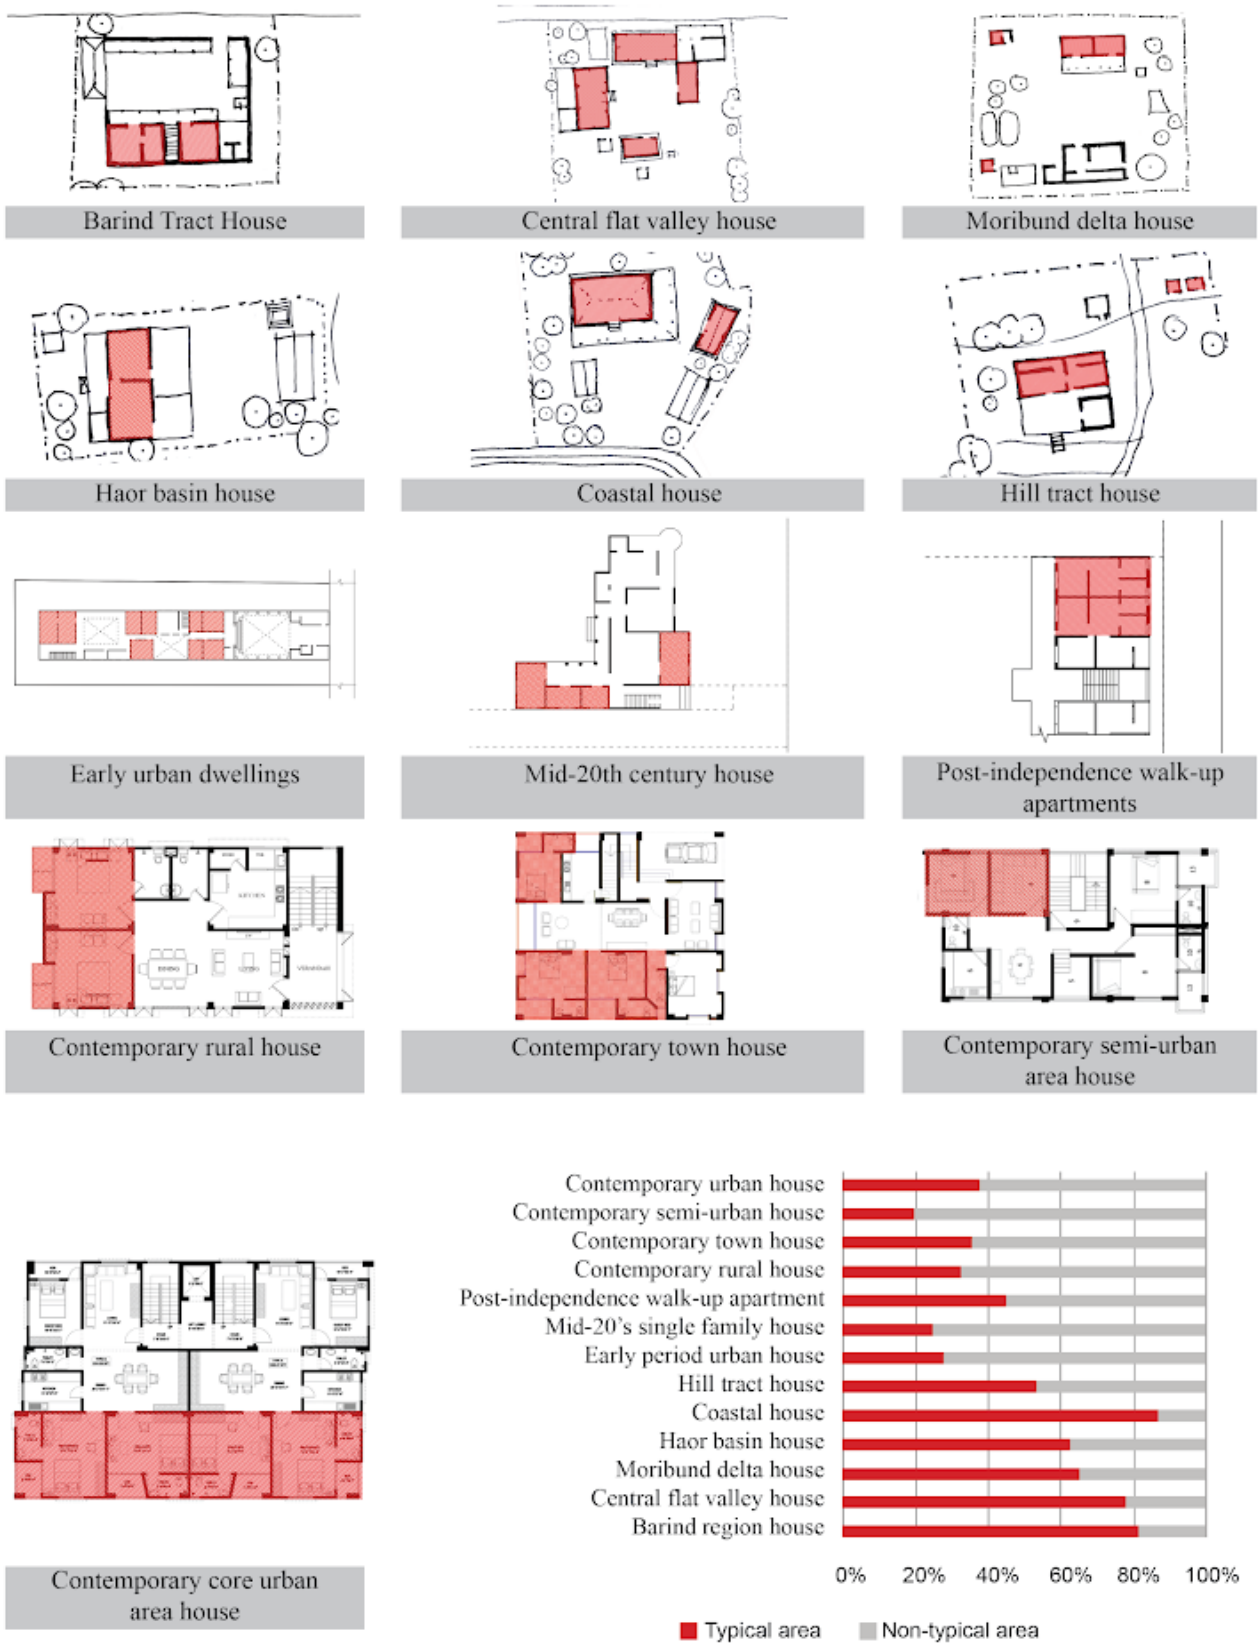 Barind Tract House
Central flat valley house
Moribund delta house
Haor basin house
Coastal house
Hill tract house
Early urban dwellings
Mid-20th century house
Post-independence walk-up
apartments
KITCHEN
DINING
LIVING
Contemporary rural house
Contemporary town house
Contemporary semi-urban
area house
Contemporary core urban
area house
Contemporary urban house
Contemporary semi-urban house
Contemporary town house
Contemporary rural house
Post-independence walk-up apartment
Mid-20's single family house
Early period urban house
Hill tract house
Coastal house
Haor basin house
Moribund delta house
Central flat valley house
Barind region house
0% 20% 40% 60% 80% 100%
Typical area Non-typical area